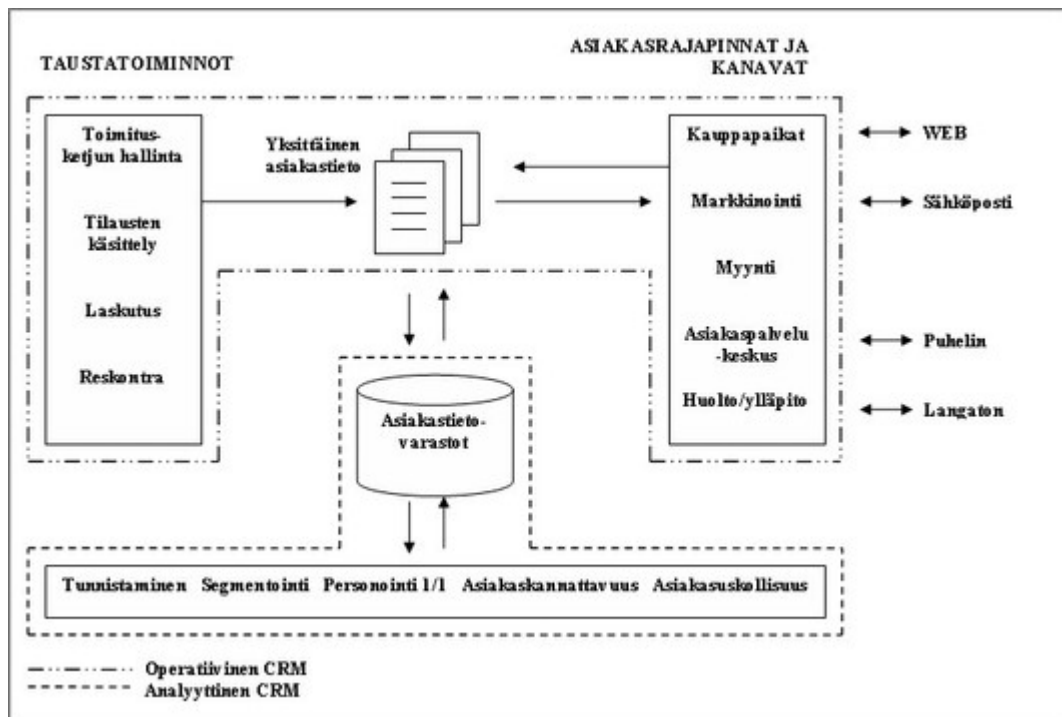 TAUSTATOIMINNOT
ASIAKASRAJAPINNAT JA
KANAVAT
Toimitus-
ketjun hallinta
Tilausten
käsittely
Laskutus
Reskontra
Yksittäinen
asiakastieto
Kauppapaikat
Markkinointi
Myynti
Asiakaspalvelu
-keskus
Huolto/ylläpito
WEB
Sähköposti
Puhelin
Langaton
Asiakastieto-
varastot
Tunnistaminen Segmentointi Personointi 1/1 Asiakaskannattavuus Asiakasuskollisuus
Operatiivinen CRM
Analyyttinen CRM